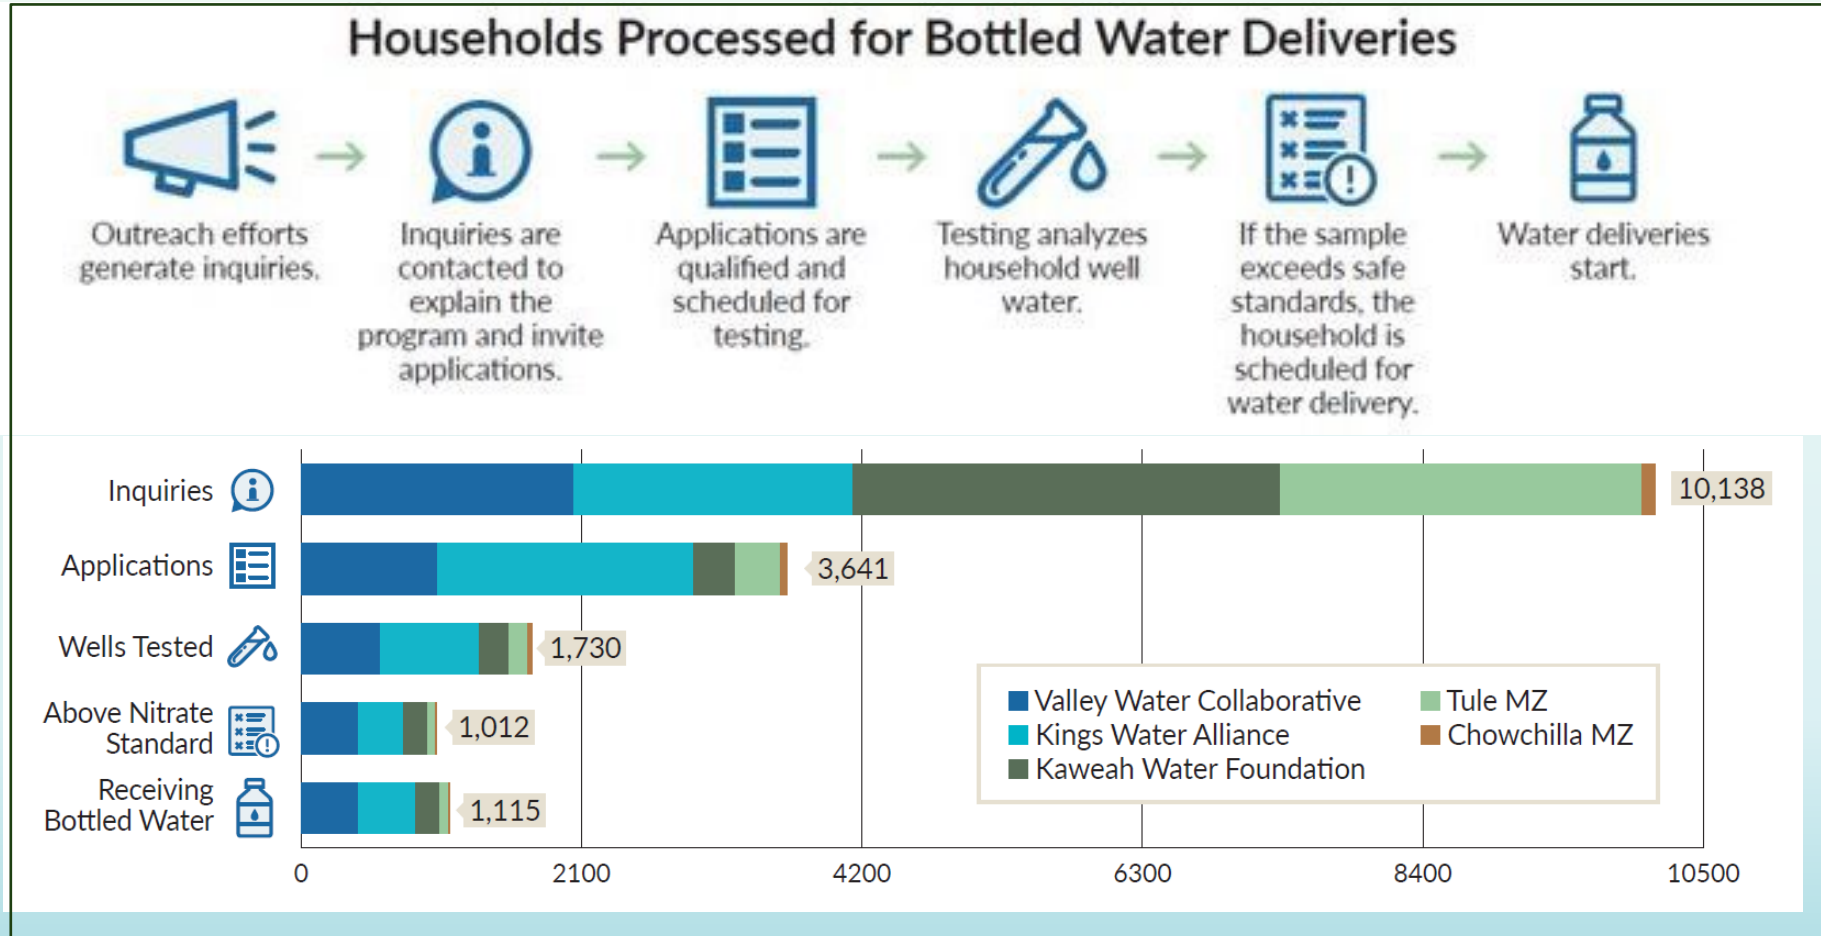 Households Processed for Bottled Water Deliveries
Outreach efforts
generate inquiries.
Inquiries are
contacted to
explain the
program and invite
applications.
Applications are
qualified and
scheduled for
testing.
Testing analyzes
household well
water.
If the sample
exceeds safe
standards, the
household is
scheduled for
water delivery.
Water deliveries
start.
Inquiries
10,138
Applications
3,641
Wells Tested
1,730
Above Nitrate
Standard
1,012
Receiving
Bottled Water
1,115
Valley Water Collaborative
Kings Water Alliance
Kaweah Water Foundation
Tule MZ
Chowchilla MZ
0 2100 4200 6300 8400 10500